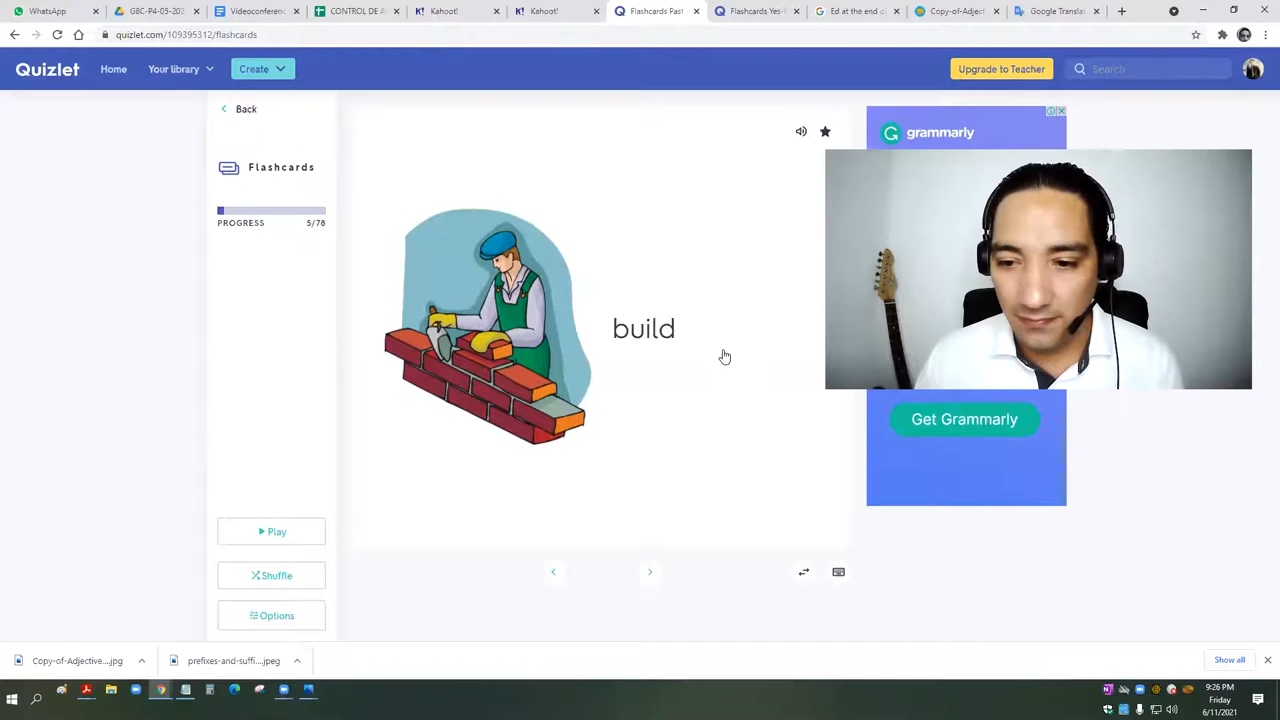 WhatsApp
G8C-P4-05-202
Videoconferenc
CONTROL DE A
Kahoot!
Kahoot!
Flashcards Past
Flashcards Yes-
Ed at the end o
Copy-of-Adject
Google Transla
quizlet.com/109395312/flashcards
Quizlet
Home
Your library
Create
Upgrade to Teacher
Search
Back
Flashcards
PROGRESS 5/78
grammarly
build
Get Grammarly
Play
Shuffle
Options
Copy-of-Adjective....jpg
prefixes-and-suffi....jpeg
Show all
9:26 PM
Friday
6/11/2021